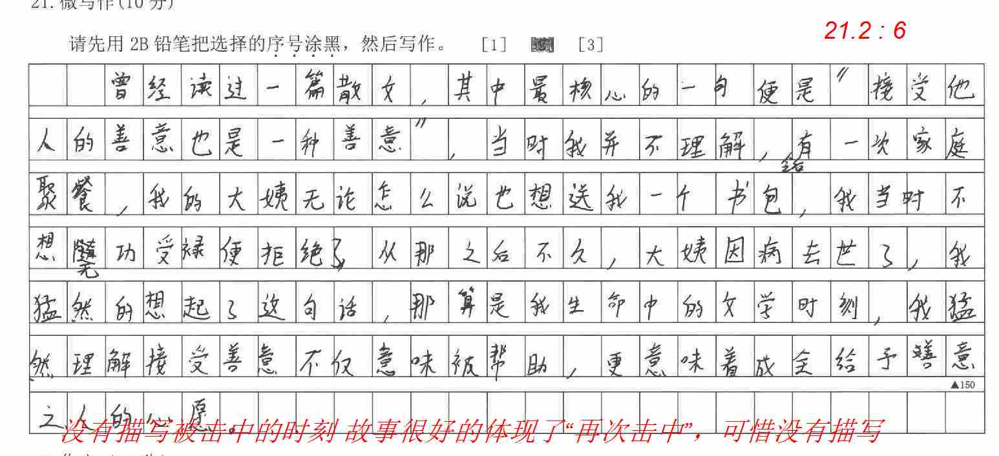 21.微写作(10分)
21.2 : 6
请先用 2B 铅笔把选择的序号涂黑，然后写作。 [1] [3]
曾经读过一篇散文，其中最核心的一句便是“接受他
人的善意也是一种善意”，当时我并不理解，有一次家庭
聚餐，我的大姨无论怎么说也想送给我一个书包，我当时不
想无功受禄便拒绝了，从那之后不久，大姨因病去世了，我
猛然的想起了这句话，那算是我生命中的文学时刻，我猛
然理解接受善意不仅意味被帮助，更意味着成全给予善意
▲150
之人的心愿。
没有描写被击中的时刻 故事很好的体现了“再次击中”，可惜没有描写